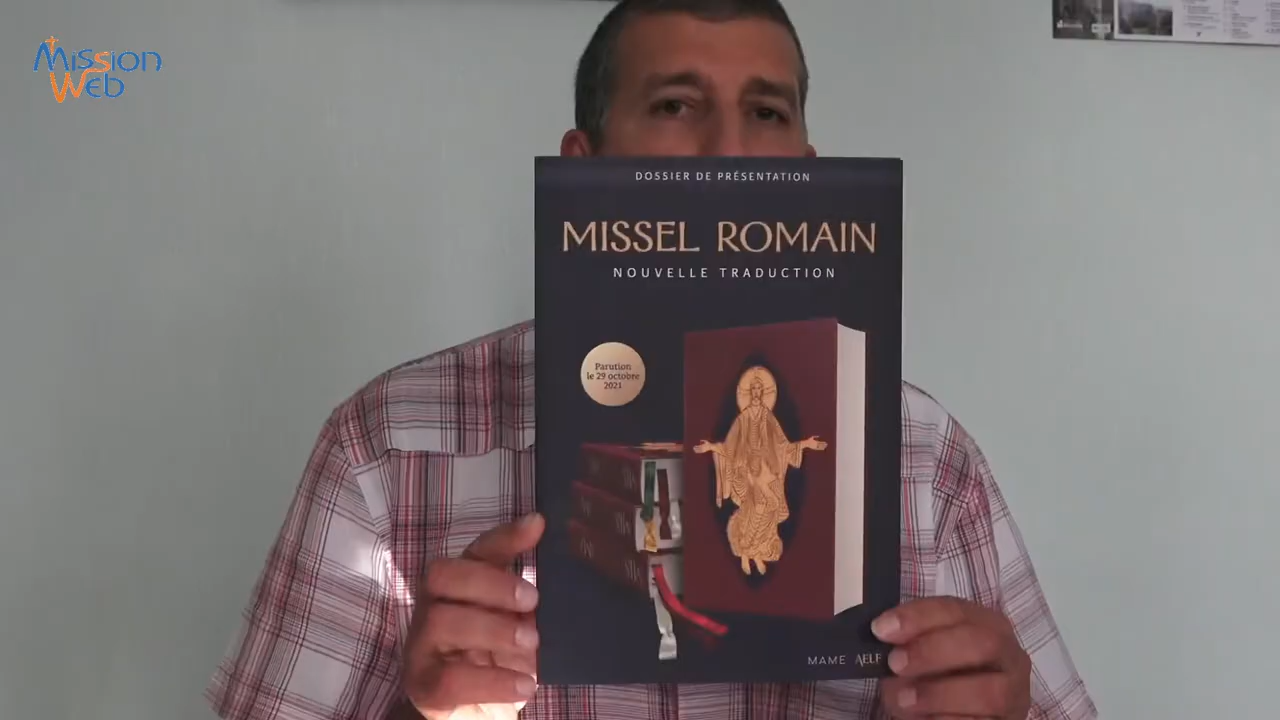 Mission
Web
DOSSIER DE PRÉSENTATION
MISSEL ROMAIN
NOUVELLE TRADUCTION
Parution
le 29 octobre
2021
MAME AELF